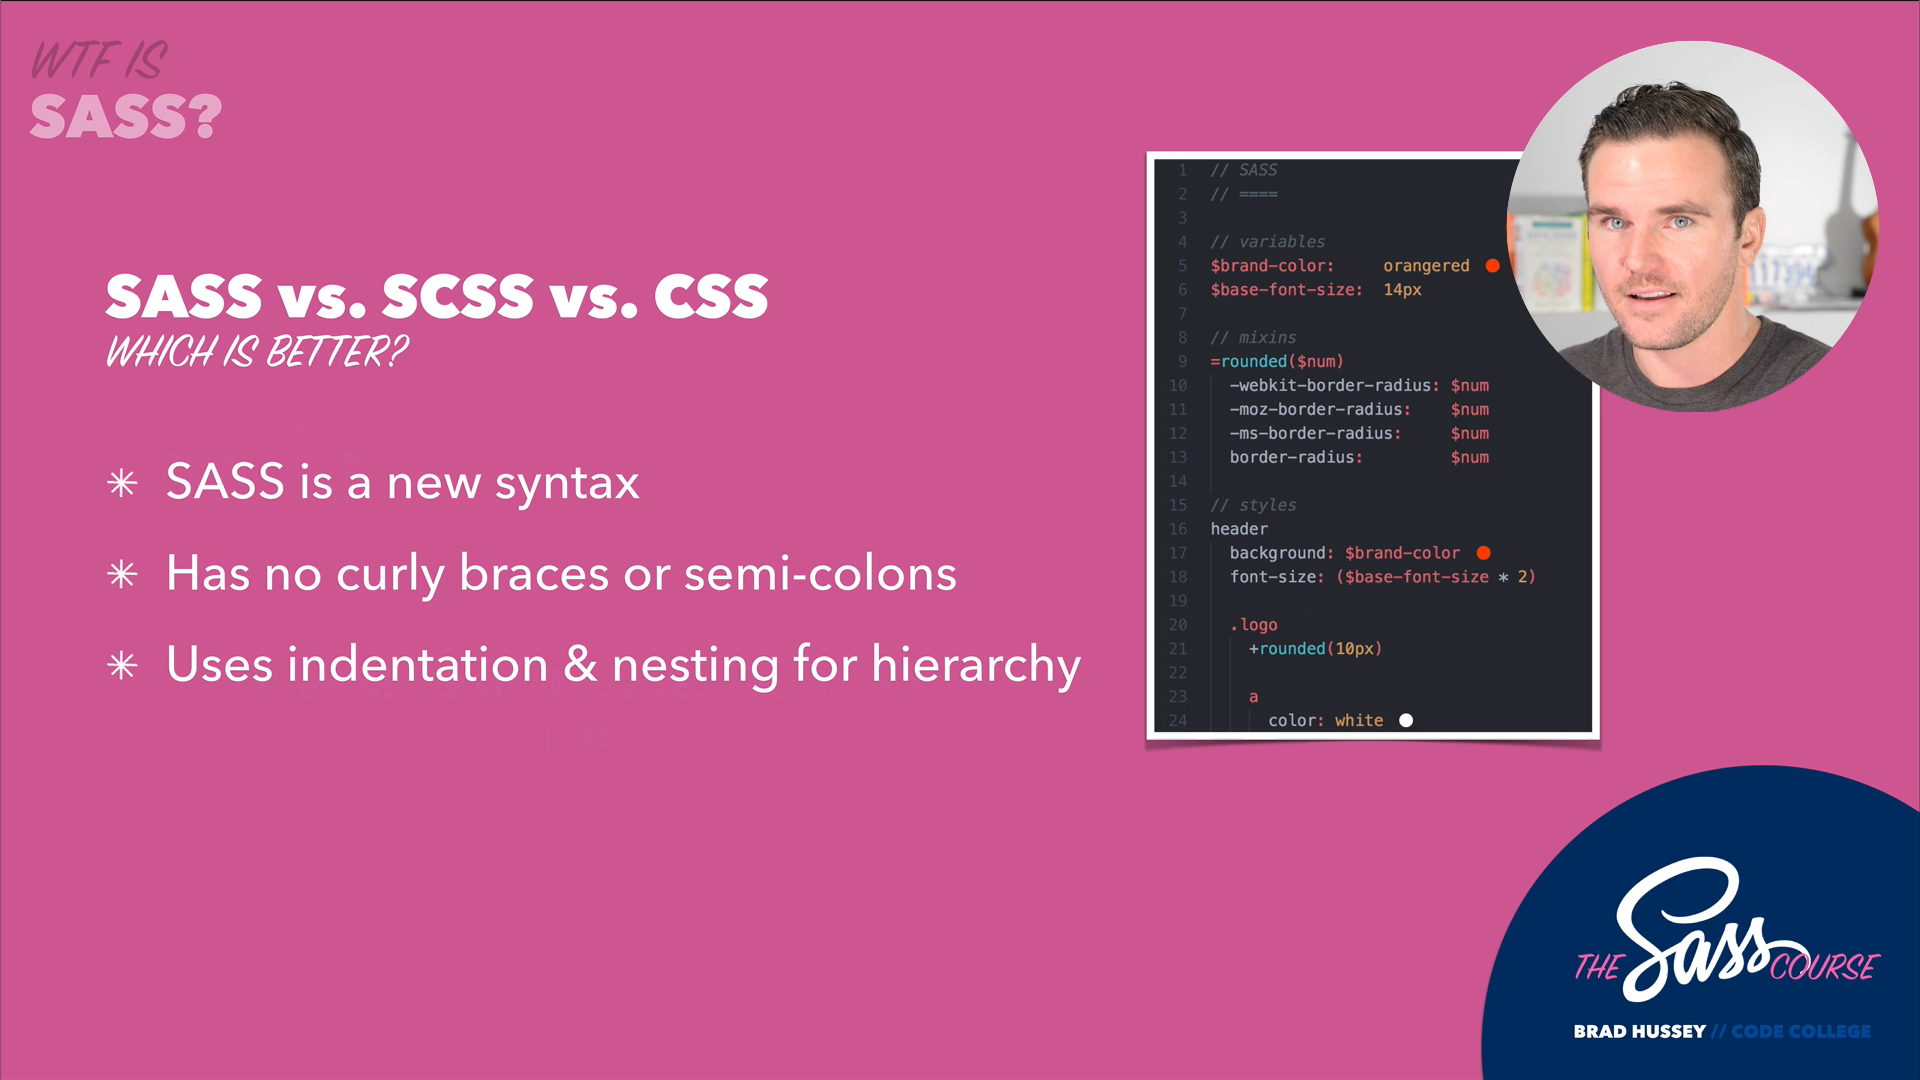 WTF IS
SASS?
SASS vs. SCSS vs. CSS
WHICH IS BETTER?
✳ SASS is a new syntax
✳ Has no curly braces or semi-colons
✳ Uses indentation & nesting for hierarchy
1 // SASS
2 // ====
3
4 // variables
5 $brand-color: orangered
6 $base-font-size: 14px
7
8 // mixins
9 =rounded($num)
10 -webkit-border-radius: $num
11 -moz-border-radius: $num
12 -ms-border-radius: $num
13 border-radius: $num
14
15 // styles
16 header
17 background: $brand-color
18 font-size: ($base-font-size * 2)
19
20 .logo
21 +rounded(10px)
22
23 a
24 color: white
THE Sass COURSE
BRAD HUSSEY // CODE COLLEGE